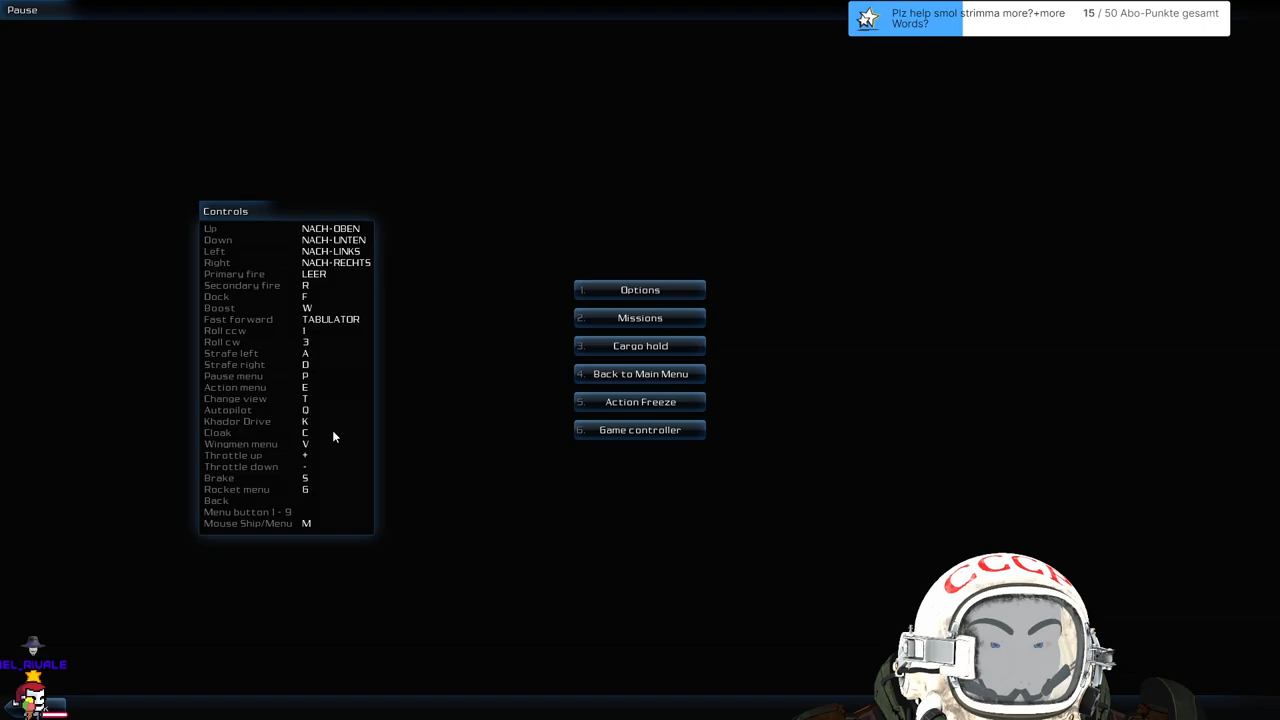 Pause
Plz help smol strimma more?+more
Words?
15 / 50 Abo-Punkte gesamt
Controls
Up NACH-OBEN
Down NACH-UNTEN
Left NACH-LINKS
Right NACH-RECHTS
Primary fire LEER
Secondary fire R
Dock F
Boost W
Fast forward TABULATOR
Roll ccw 1
Roll cw 3
Strafe left A
Strafe right D
Pause menu P
Action menu E
Change view T
Autopilot Q
Khador Drive K
Cloak C
Wingmen menu V
Throttle up +
Throttle down -
Brake S
Rocket menu G
Back
Menu button 1 - 9
Mouse Ship/Menu M
1. Options
2. Missions
3. Cargo hold
4. Back to Main Menu
5. Action Freeze
6. Game controller
CCCR
EL_RIVALE